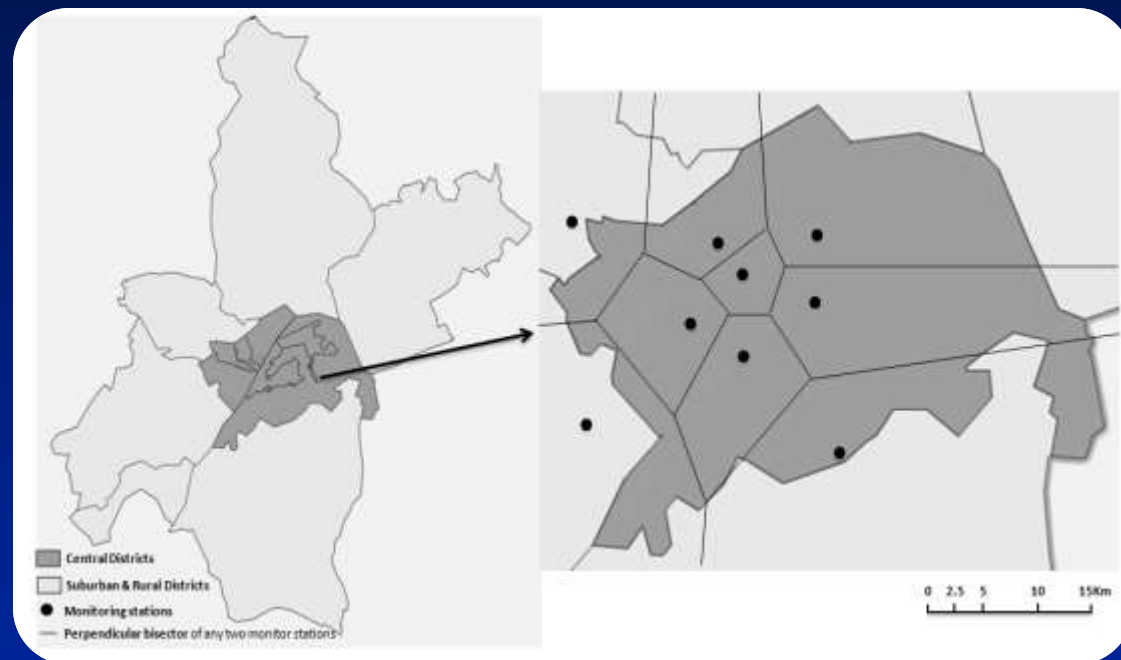 Central Districts
Suburban & Rural Districts
Monitoring stations
Perpendicular bisector of any two monitor stations
0 2.5 5 10 15Km